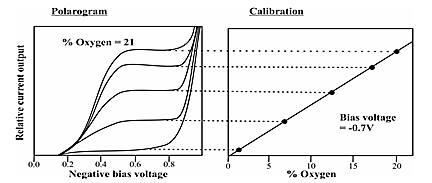 Polarogram
% Oxygen = 21
Relative current output
0.0 0.2 0.4 0.6 0.8
Negative bias voltage
Calibration
Bias voltage
= -0.7V
0 5 10 15 20
% Oxygen